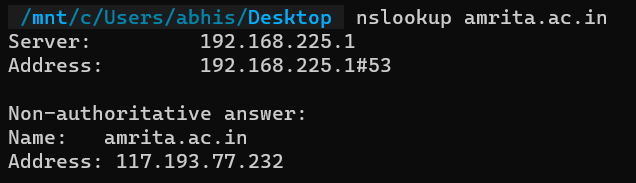 /mnt/c/Users/abhis/Desktop nslookup amrita.ac.in
Server: 192.168.225.1
Address: 192.168.225.1#53
Non-authoritative answer:
Name: amrita.ac.in
Address: 117.193.77.232